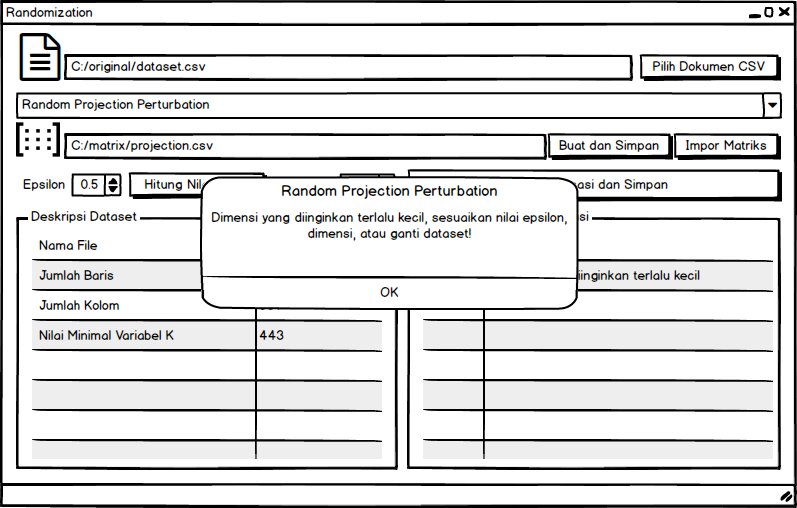 Randomization
C:/original/dataset.csv
Pilih Dokumen CSV
Random Projection Perturbation
C:/matrix/projection.csv
Buat dan Simpan
Impor Matriks
Epsilon
0.5
Hitung Nil
asi dan Simpan
Random Projection Perturbation
Dimensi yang diinginkan terlalu kecil, sesuaikan nilai epsilon,
dimensi, atau ganti dataset!
OK
Deskripsi Dataset
si
Nama File
Jumlah Baris
iinginkan terlalu kecil
Jumlah Kolom
Nilai Minimal Variabel K
443